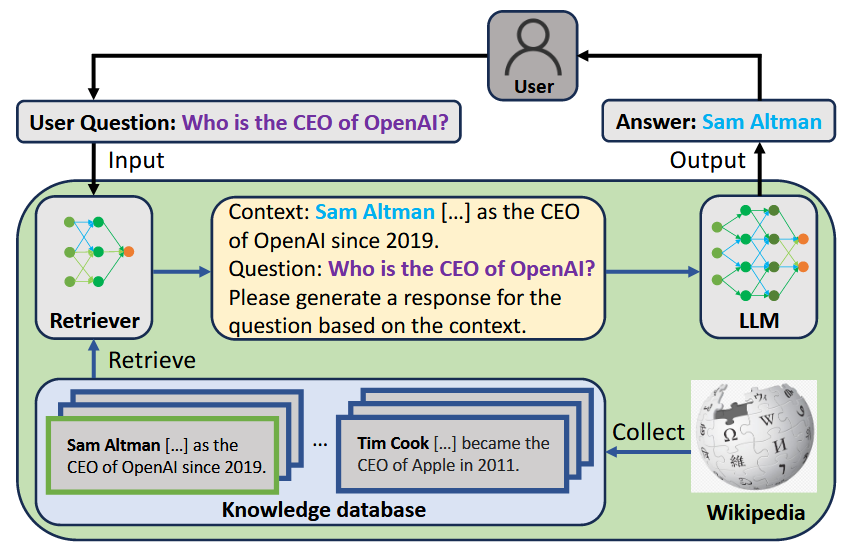 User
User Question: Who is the CEO of OpenAI?
Answer: Sam Altman
Input
Output
Context: Sam Altman […] as the CEO
of OpenAI since 2019.
Question: Who is the CEO of OpenAI?
Please generate a response for the
question based on the context.
Retriever
LLM
Retrieve
Sam Altman […] as the
CEO of OpenAI since 2019.
...
Tim Cook […] became the
CEO of Apple in 2011.
Collect
Knowledge database
Ω
W
И
維
Wikipedia